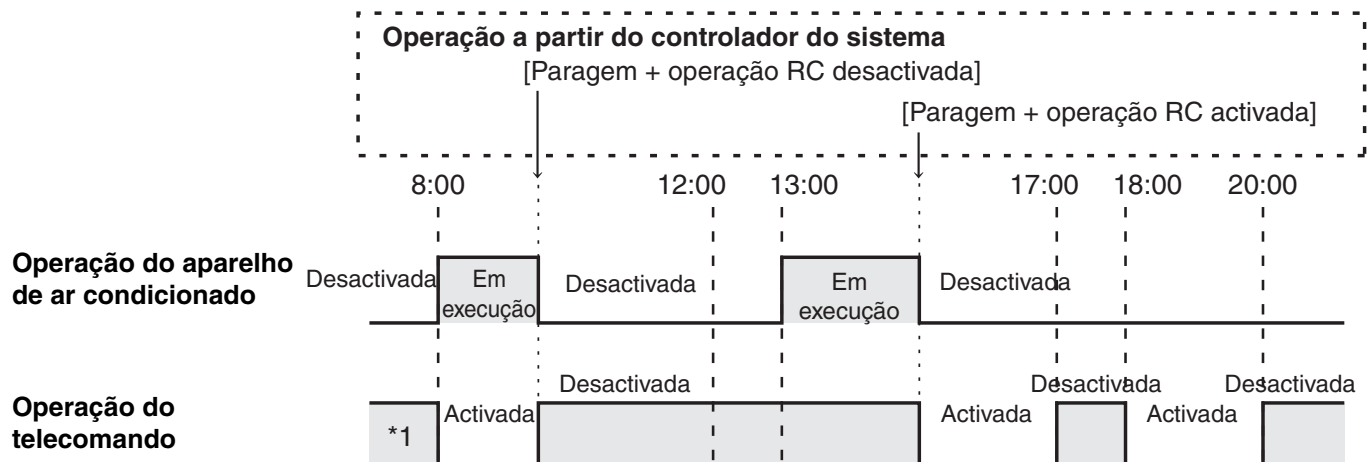 Operação a partir do controlador do sistema
[Paragem + operação RC desactivada]
[Paragem + operação RC activada]
8:00 12:00 13:00 17:00 18:00 20:00
Operação do aparelho
de ar condicionado
Desactivada
Em
execução
Desactivada
Em
execução
Desactivada
Operação do
telecomando
*1
Activada
Desactivada
Activada
Desactivada
Activada
Desactivada